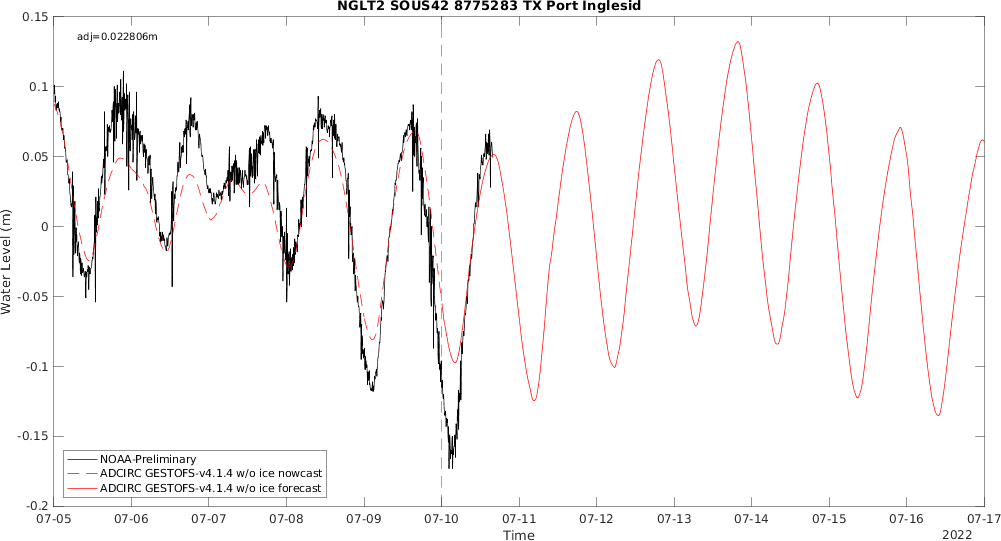 NGLT2 SOUS42 8775283 TX Port Inglesid
adj=0.022806m
0.15
0.1
0.05
0
-0.05
-0.1
-0.15
-0.2
Water Level (m)
NOAA-Preliminary
ADCIRC GESTOFS-v4.1.4 w/o ice nowcast
ADCIRC GESTOFS-v4.1.4 w/o ice forecast
07-05 07-06 07-07 07-08 07-09 07-10 07-11 07-12 07-13 07-14 07-15 07-16 07-17
Time
2022